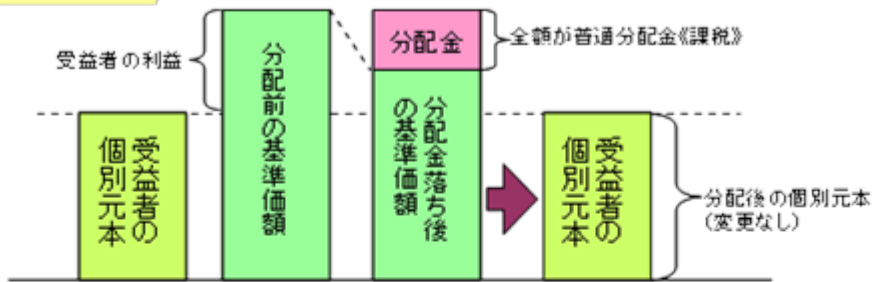 受益者の利益
受益者の
個別元本
分配前の基準価額
分配金
全額が普通分配金《課税》
分配金落ち後
の基準価額
受益者の
個別元本
分配後の個別元本
(変更なし)